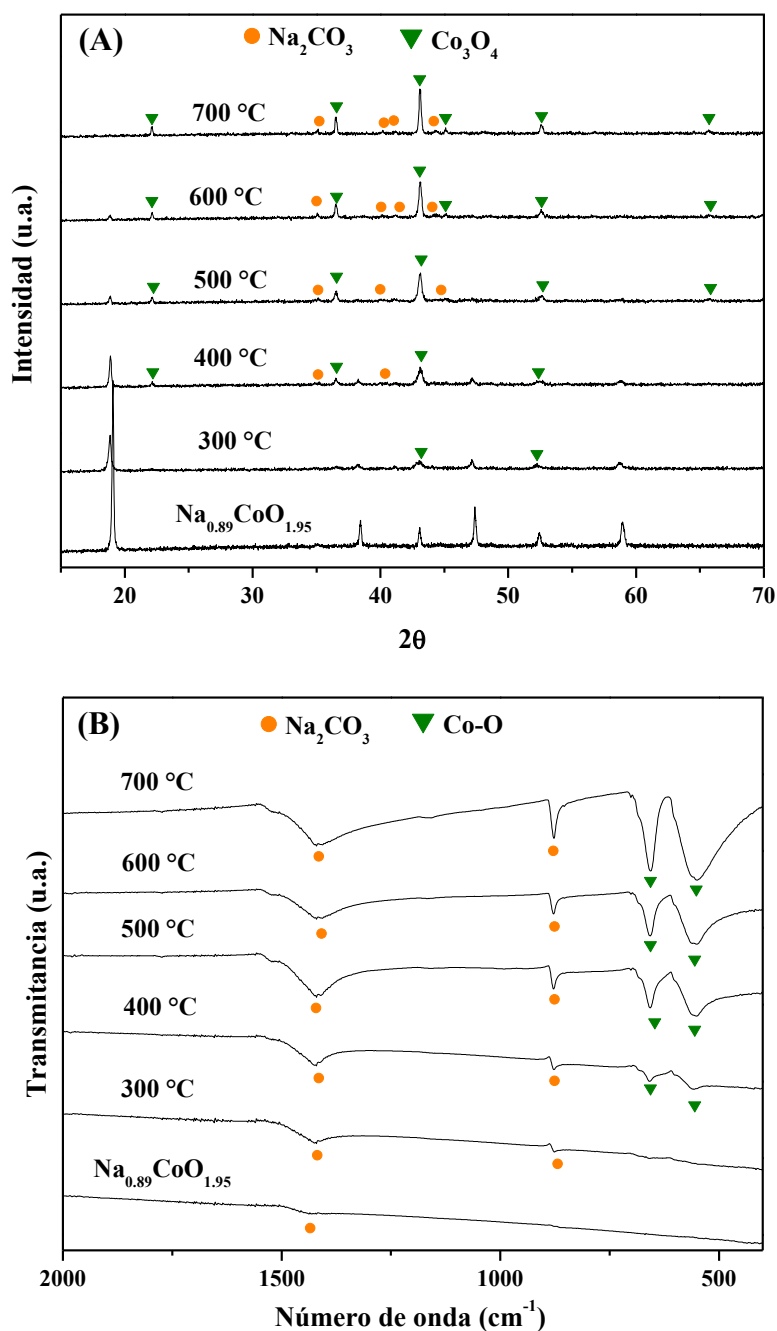 (A) Na₂CO₃ Co₃O₄
700 °C
600 °C
500 °C
400 °C
300 °C
Na₀.₈₉CoO₁.₉₅
Intensidad (u.a.)
20 30 40 50 60 70
2θ
(B) Na₂CO₃ Co-O
700 °C
600 °C
500 °C
400 °C
300 °C
Na₀.₈₉CoO₁.₉₅
Transmitancia (u.a.)
2000 1500 1000 500
Número de onda (cm⁻¹)